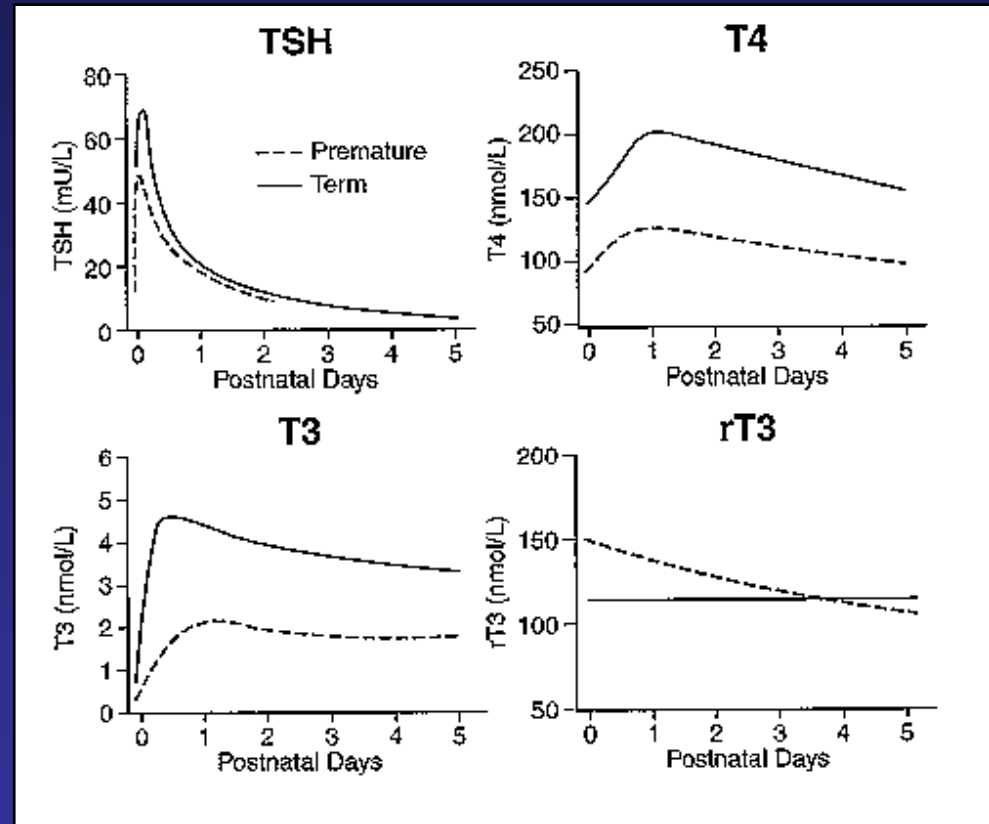 TSH
80
60
40
20
0
TSH (mU/L)
Premature
Term
0 1 2 3 4 5
Postnatal Days
T4
250
200
150
100
50
T4 (nmol/L)
0 1 2 3 4 5
Postnatal Days
T3
6
5
4
3
2
1
0
T3 (nmol/L)
0 1 2 3 4 5
Postnatal Days
rT3
200
150
100
50
rT3 (nmol/L)
0 1 2 3 4 5
Postnatal Days